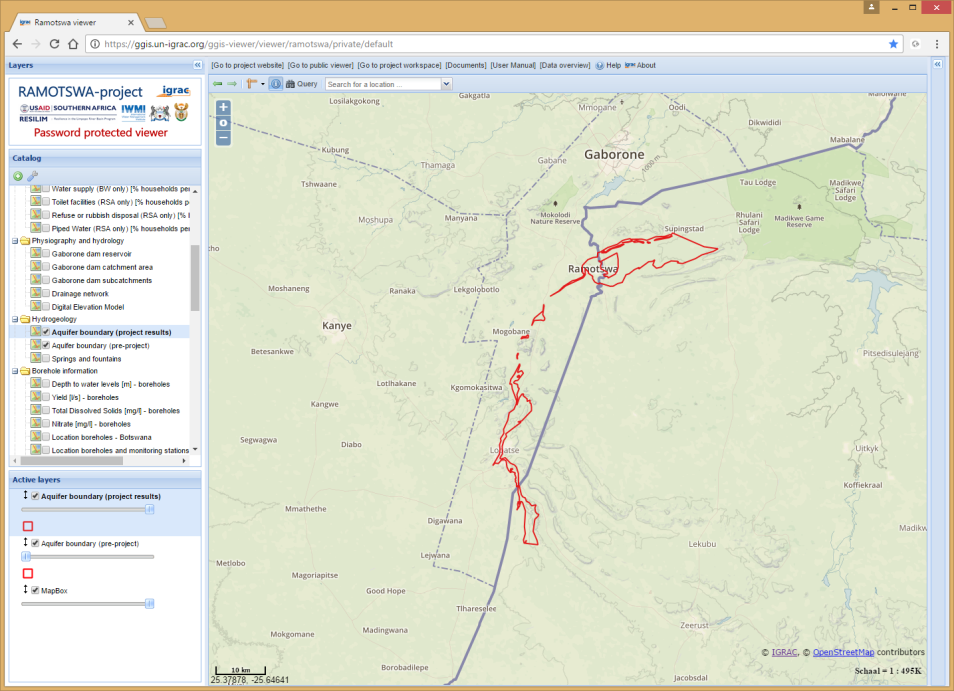 Ramotswa viewer
https://ggis.un-igrac.org/ggis-viewer/viewer/ramotswa/private/default
Layers
[Go to project website] [Go to public viewer] [Go to project workspace] [Documents] [User Manual] [Data overview] Help About
Query
Search for a location ...
RAMOTSWA-project
igrac
USAID SOUTHERN AFRICA
IWMI
RESILIM
Password protected viewer
Catalog
Water supply (BW only) [% households per
Toilet facilities (RSA only) [% households p
Refuse or rubbish disposal (RSA only) [% l
Piped Water (RSA only) [% households per
Physiography and hydrology
Gaborone dam reservoir
Gaborone dam catchment area
Gaborone dam subcatchments
Drainage network
Digital Elevation Model
Hydrogeology
Aquifer boundary (project results)
Aquifer boundary (pre-project)
Springs and fountains
Borehole information
Depth to water levels [m] - boreholes
Yield [l/s] - boreholes
Total Dissolved Solids [mg/l] - boreholes
Nitrate [mg/l] - boreholes
Location boreholes - Botswana
Location boreholes and monitoring stations
Active layers
Aquifer boundary (project results)
Aquifer boundary (pre-project)
MapBox
Losilakgokong
Gakgatla
Mmopane
Oodi
Malolwane
Dikwididi
Mabalane
Kubung
Thamaga
Gabane
Gaborone
Tshwaane
Tau Lodge
Madikwe
Safari
Lodge
Moshupa
Manyana
Mokolodi
Nature Reserve
Rhulani
Safari
Lodge
Madikwe Game
Reserve
Supingstad
tho
Ramotswa
Moshaneng
Ranaka
Lekgolobotlo
Kanye
Mogobane
Betesankwe
Pitsedisulejang
Lotlhakane
Kgomokasitwa
Kangwe
Segwagwa
Diabo
Lobatse
Uitkyk
Koffiekraal
Mmathethe
Digawana
Madikw
Lejwana
Lekubu
Metlobo
Magoriapitse
Good Hope
Tlhareselee
Mokgomane
Madingwana
Zeerust
Borobadilepe
Jacobsdal
10 km
25.37878, -25.64641
© IGRAC, © OpenStreetMap contributors
Schaal = 1 : 495K